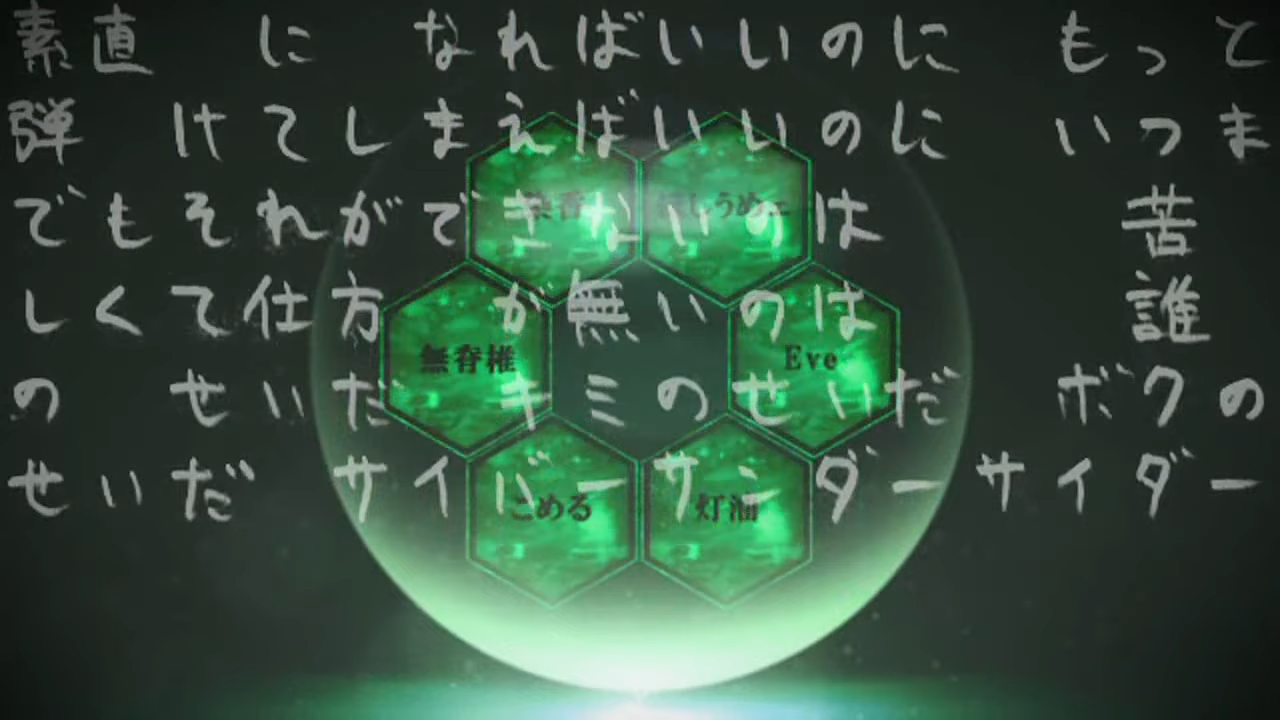 素直 に なればいいのに もっと
弾 けてしまえばいいのに いつま
でもそれができないのは 苦
しくて仕方 が無いのは 誰
の せいだ キミのせいだ ボクの
せいだ サイバーサンダーサイダー
無脊椎
Eve
こめる
灯油